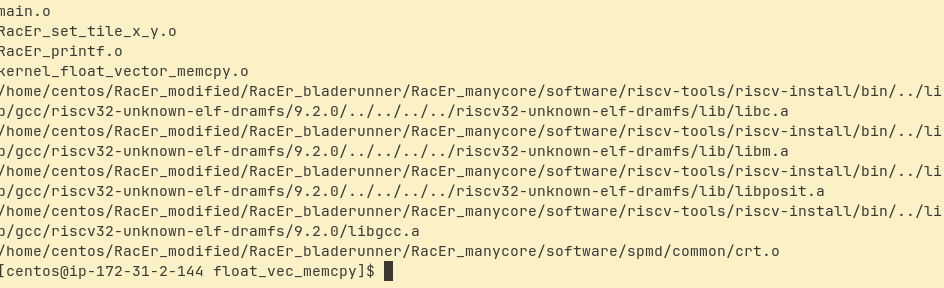 main.o
RacEr_set_tile_x_y.o
RacEr_printf.o
kernel_float_vector_memcpy.o
/home/centos/RacEr_modified/RacEr_bladerunner/RacEr_manycore/software/riscv-tools/riscv-install/bin/../li
b/gcc/riscv32-unknown-elf-dramfs/9.2.0/../../../../riscv32-unknown-elf-dramfs/lib/libc.a
/home/centos/RacEr_modified/RacEr_bladerunner/RacEr_manycore/software/riscv-tools/riscv-install/bin/../li
b/gcc/riscv32-unknown-elf-dramfs/9.2.0/../../../../riscv32-unknown-elf-dramfs/lib/libm.a
/home/centos/RacEr_modified/RacEr_bladerunner/RacEr_manycore/software/riscv-tools/riscv-install/bin/../li
b/gcc/riscv32-unknown-elf-dramfs/9.2.0/../../../../riscv32-unknown-elf-dramfs/lib/libposit.a
/home/centos/RacEr_modified/RacEr_bladerunner/RacEr_manycore/software/riscv-tools/riscv-install/bin/../li
b/gcc/riscv32-unknown-elf-dramfs/9.2.0/libgcc.a
/home/centos/RacEr_modified/RacEr_bladerunner/RacEr_manycore/software/spmd/common/crt.o
[centos@ip-172-31-2-144 float_vec_memcpy]$